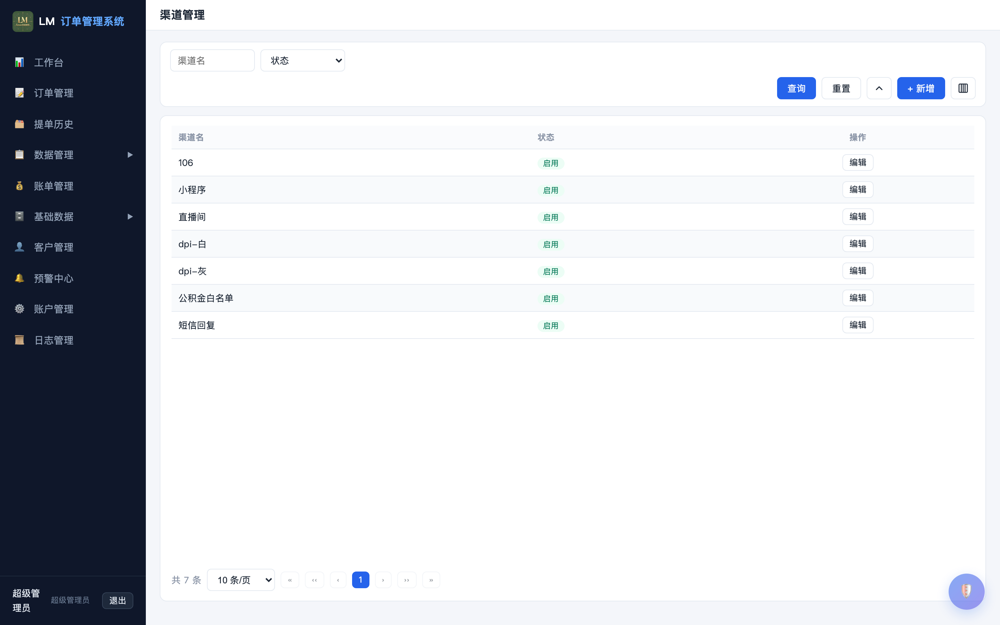 LM 订单管理系统
工作台
订单管理
提单历史
数据管理
账单管理
基础数据
客户管理
预警中心
账户管理
日志管理
超级管
理员
超级管理员
退出
渠道管理
渠道名 状态
查询 重置 + 新增
渠道名 状态 操作
106 启用 编辑
小程序 启用 编辑
直播间 启用 编辑
dpi-白 启用 编辑
dpi-灰 启用 编辑
公积金白名单 启用 编辑
短信回复 启用 编辑
共 7 条 10 条/页 « ‹‹ ‹ 1 › ›› »